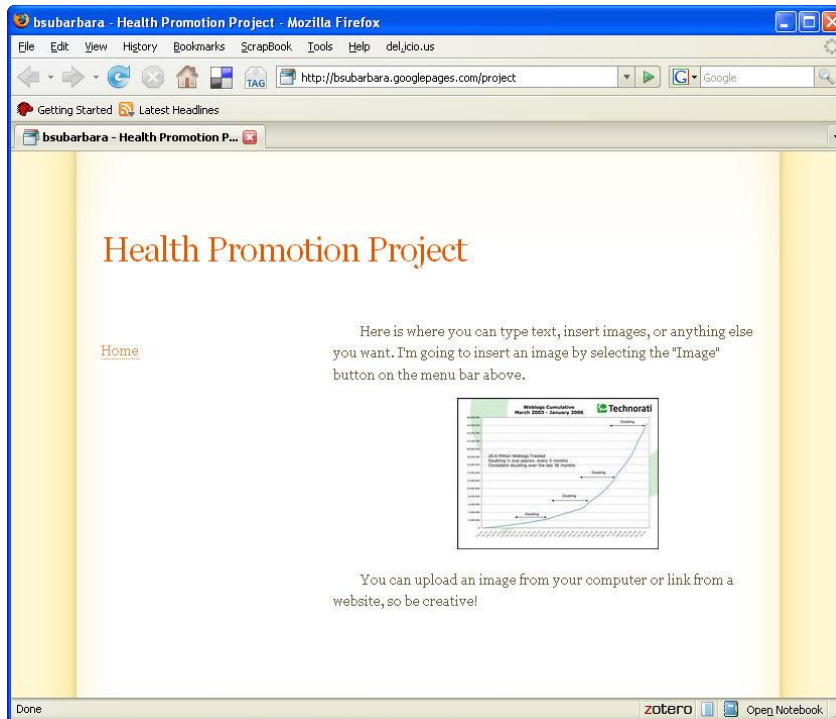 bsubarbara - Health Promotion Project - Mozilla Firefox
File Edit View History Bookmarks ScrapBook Tools Help del.icio.us
TAG http://bsubarbara.googlepages.com/project G Google
Getting Started Latest Headlines
bsubarbara - Health Promotion P...
Health Promotion Project
Home
Here is where you can type text, insert images, or anything else
you want. I'm going to insert an image by selecting the "Image"
button on the menu bar above.
Weblogs Cumulative
March 2003 - January 2006
Technorati
Doubling
Doubling
Doubling
Doubling
You can upload an image from your computer or link from a
website, so be creative!
Done zotero Open Notebook